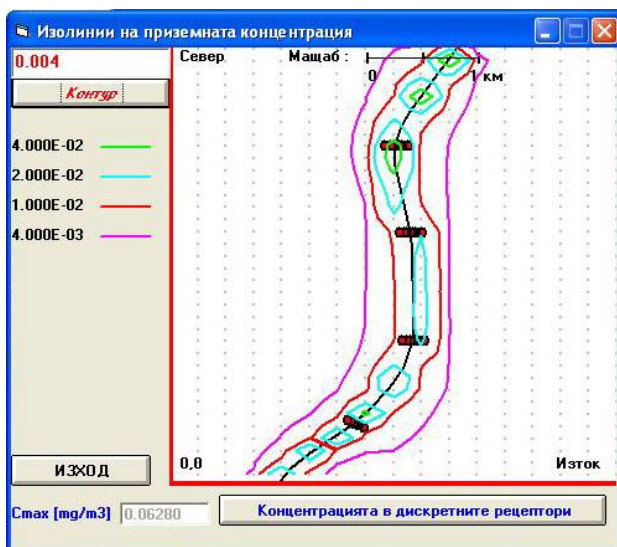 Изолинии на приземната концентрация
0.004
Контур
4.000E-02
2.000E-02
1.000E-02
4.000E-03
Север Мащаб :
0 1 км
0,0 Изток
ИЗХОД
Cmax [mg/m3] 0.06280
Концентрацията в дискретните рецептори